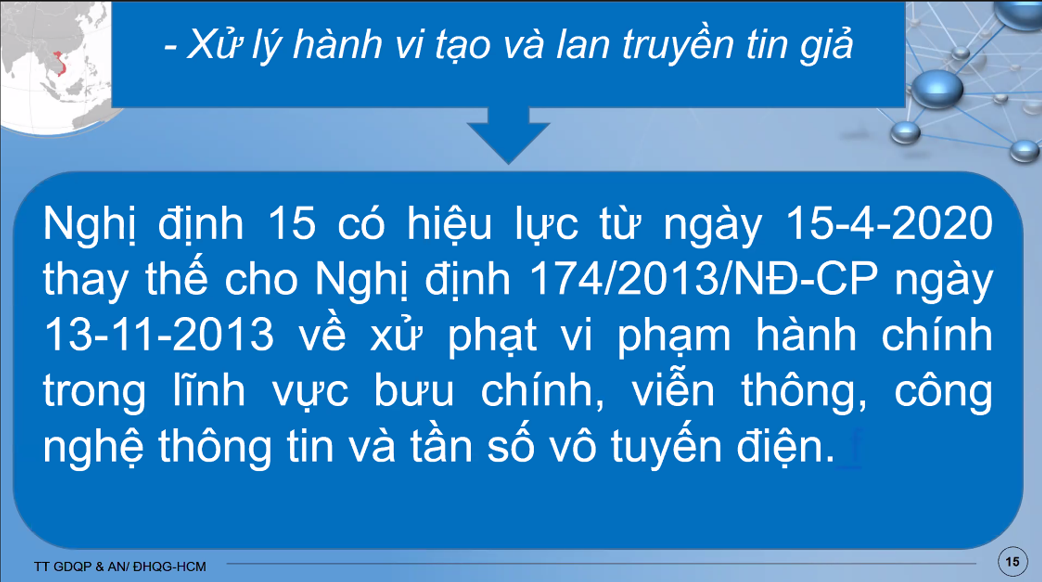 - Xử lý hành vi tạo và lan truyền tin giả
Nghị định 15 có hiệu lực từ ngày 15-4-2020
thay thế cho Nghị định 174/2013/NĐ-CP ngày
13-11-2013 về xử phạt vi phạm hành chính
trong lĩnh vực bưu chính, viễn thông, công
nghệ thông tin và tần số vô tuyến điện.
TT GDQP & AN/ ĐHQG-HCM
15